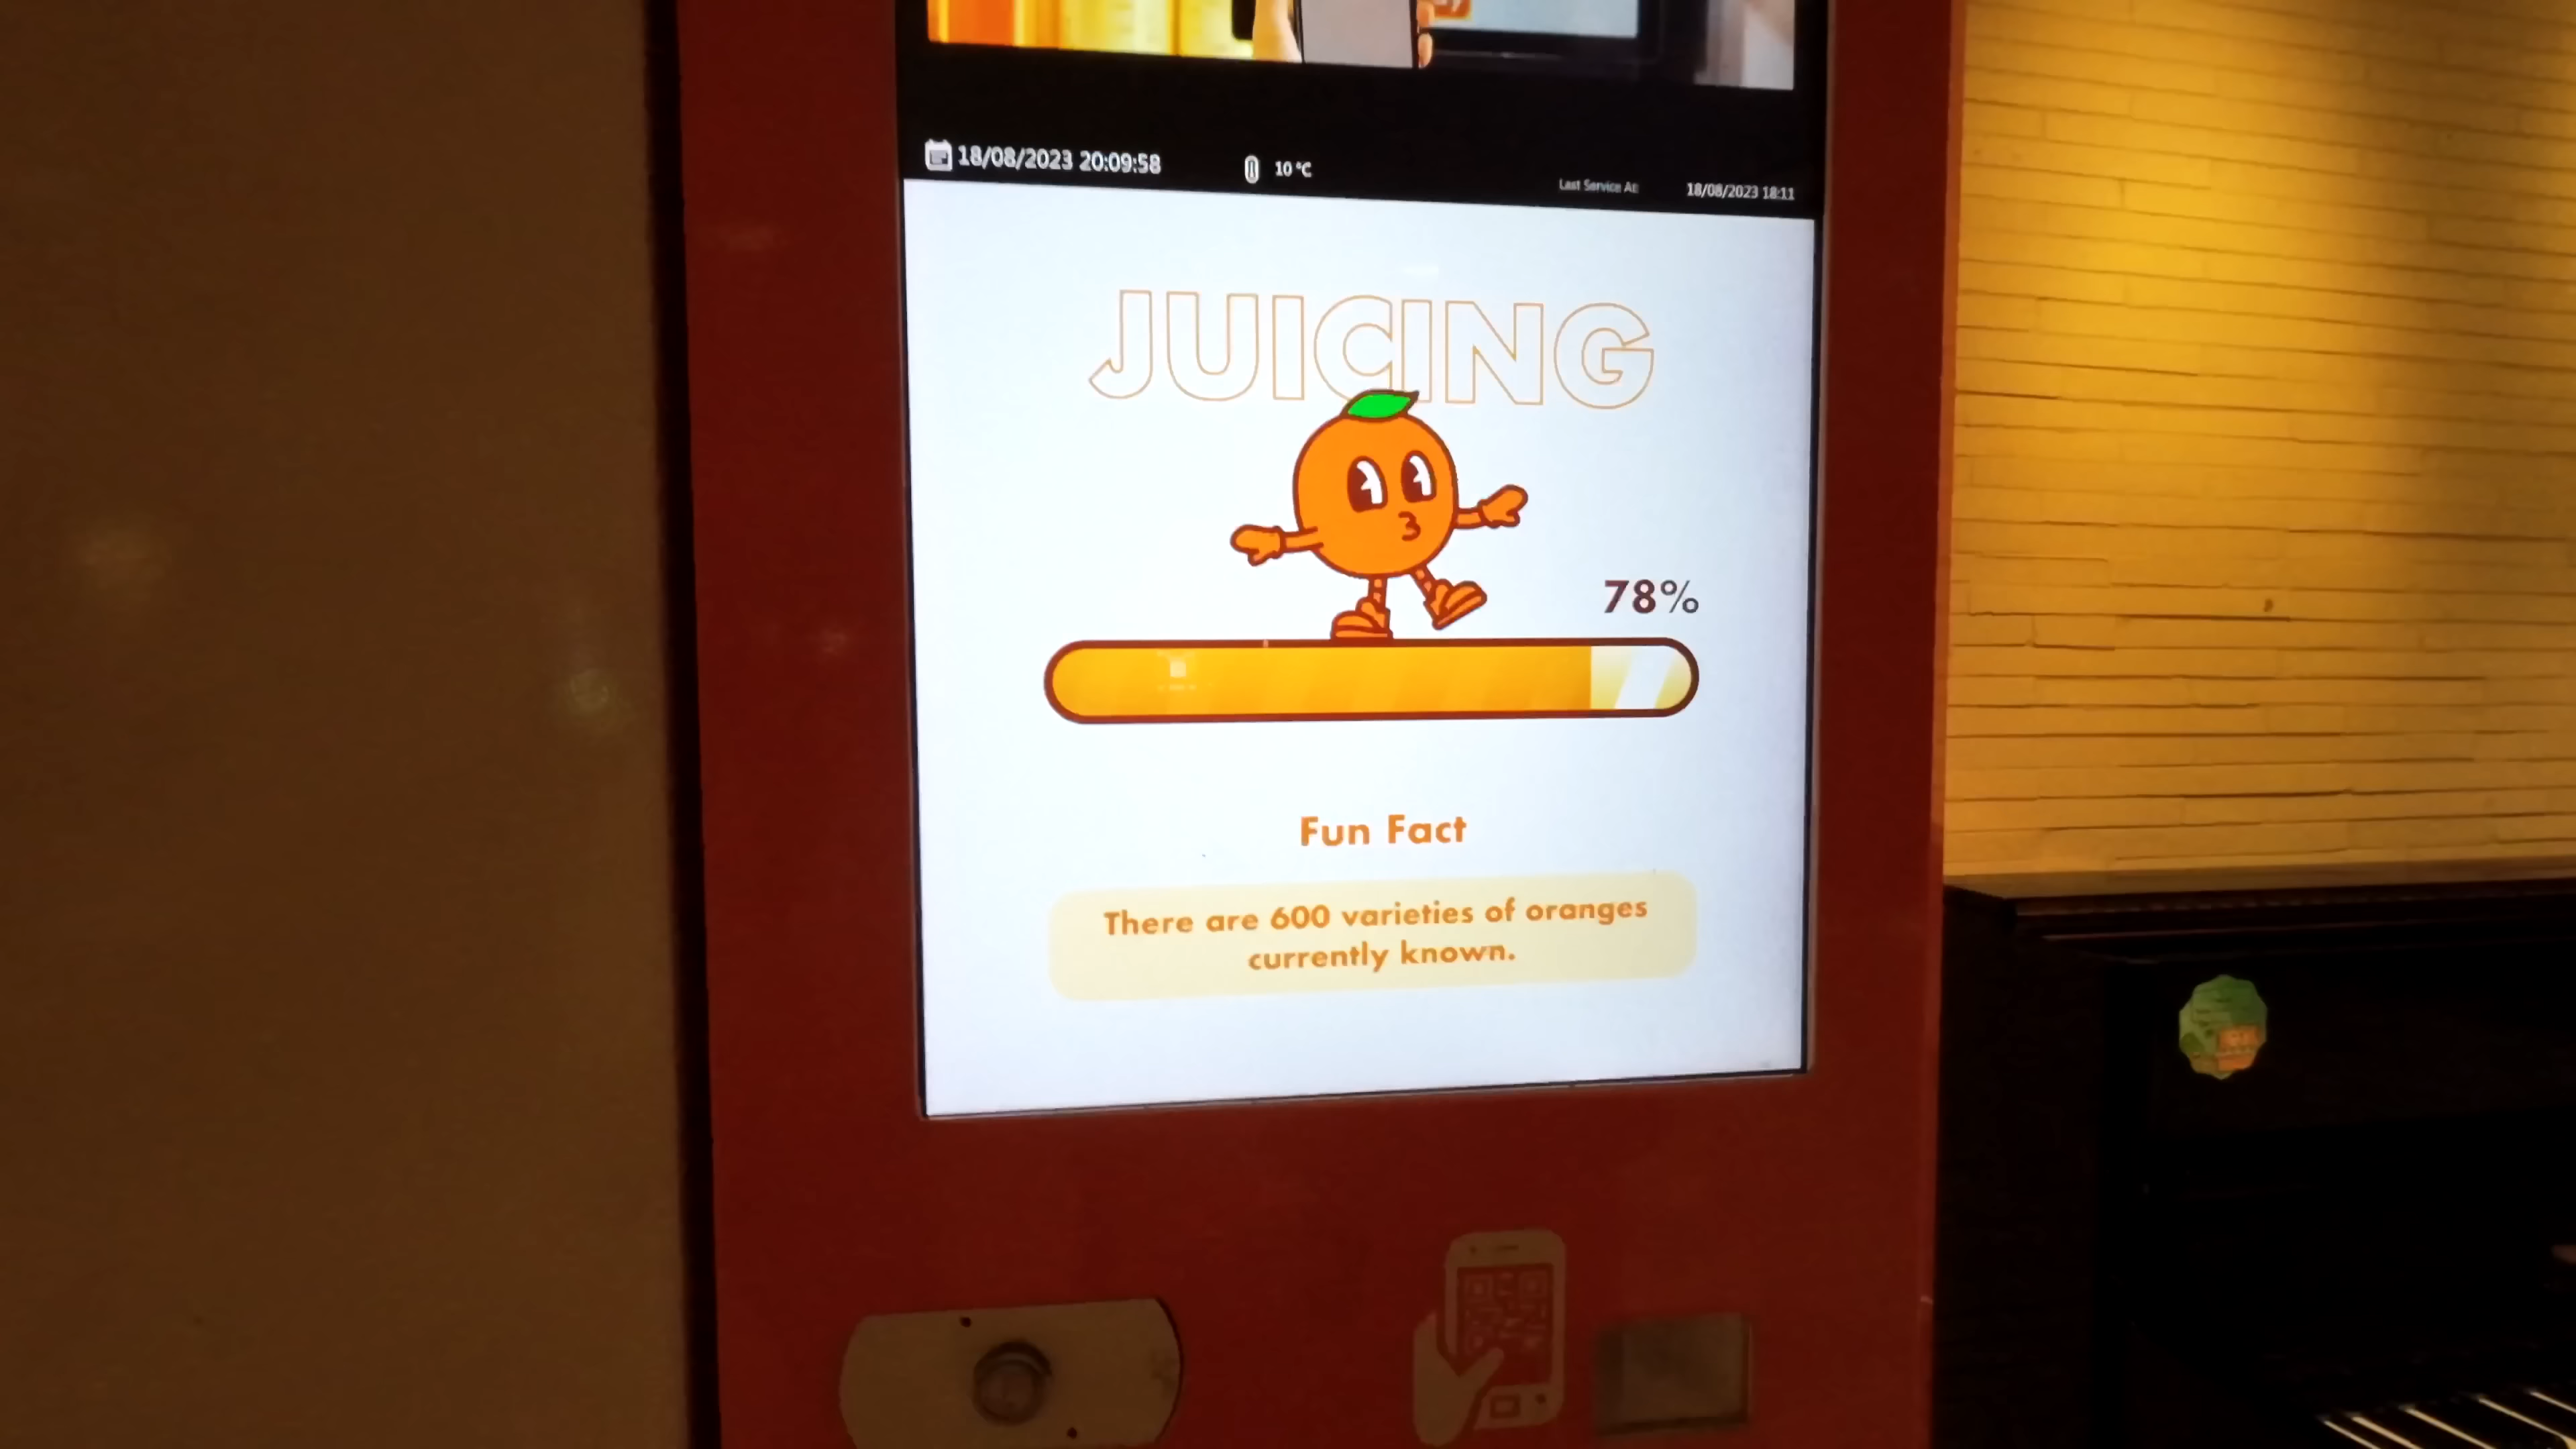 18/08/2023 20:09:58
10 °C
Last Service At:
18/08/2023 18:11
JUICING
78%
Fun Fact
There are 600 varieties of oranges
currently known.